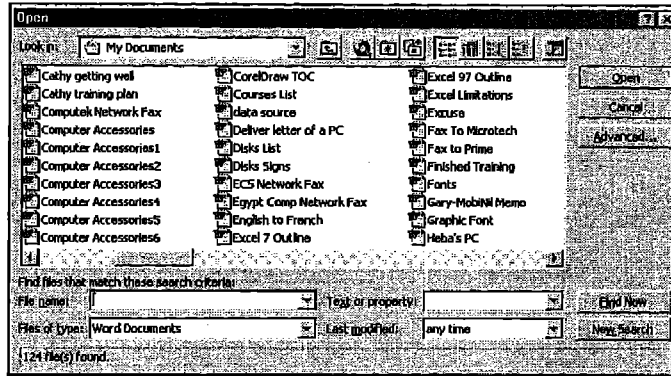 Open
Look in: My Documents
Cathy getting well
Cathy training plan
Computek Network Fax
Computer Accessories
Computer Accessories1
Computer Accessories2
Computer Accessories3
Computer Accessories4
Computer Accessories5
Computer Accessories6
CorelDraw TOC
Courses List
data source
Deliver letter of a PC
Disks List
Disks Signs
ECS Network Fax
Egypt Comp Network Fax
English to French
Excel 7 Outline
Excel 97 Outline
Excel Limitations
Excuse
Fax To Microtech
Fax to Prime
Finished Training
Fonts
Gary-MobiNil Memo
Graphic Font
Heba's PC
Open
Cancel
Advanced...
Find files that match these search criteria:
File name: Text or property: Find Now
Files of type: Word Documents Last modified: any time New Search
124 file(s) found.